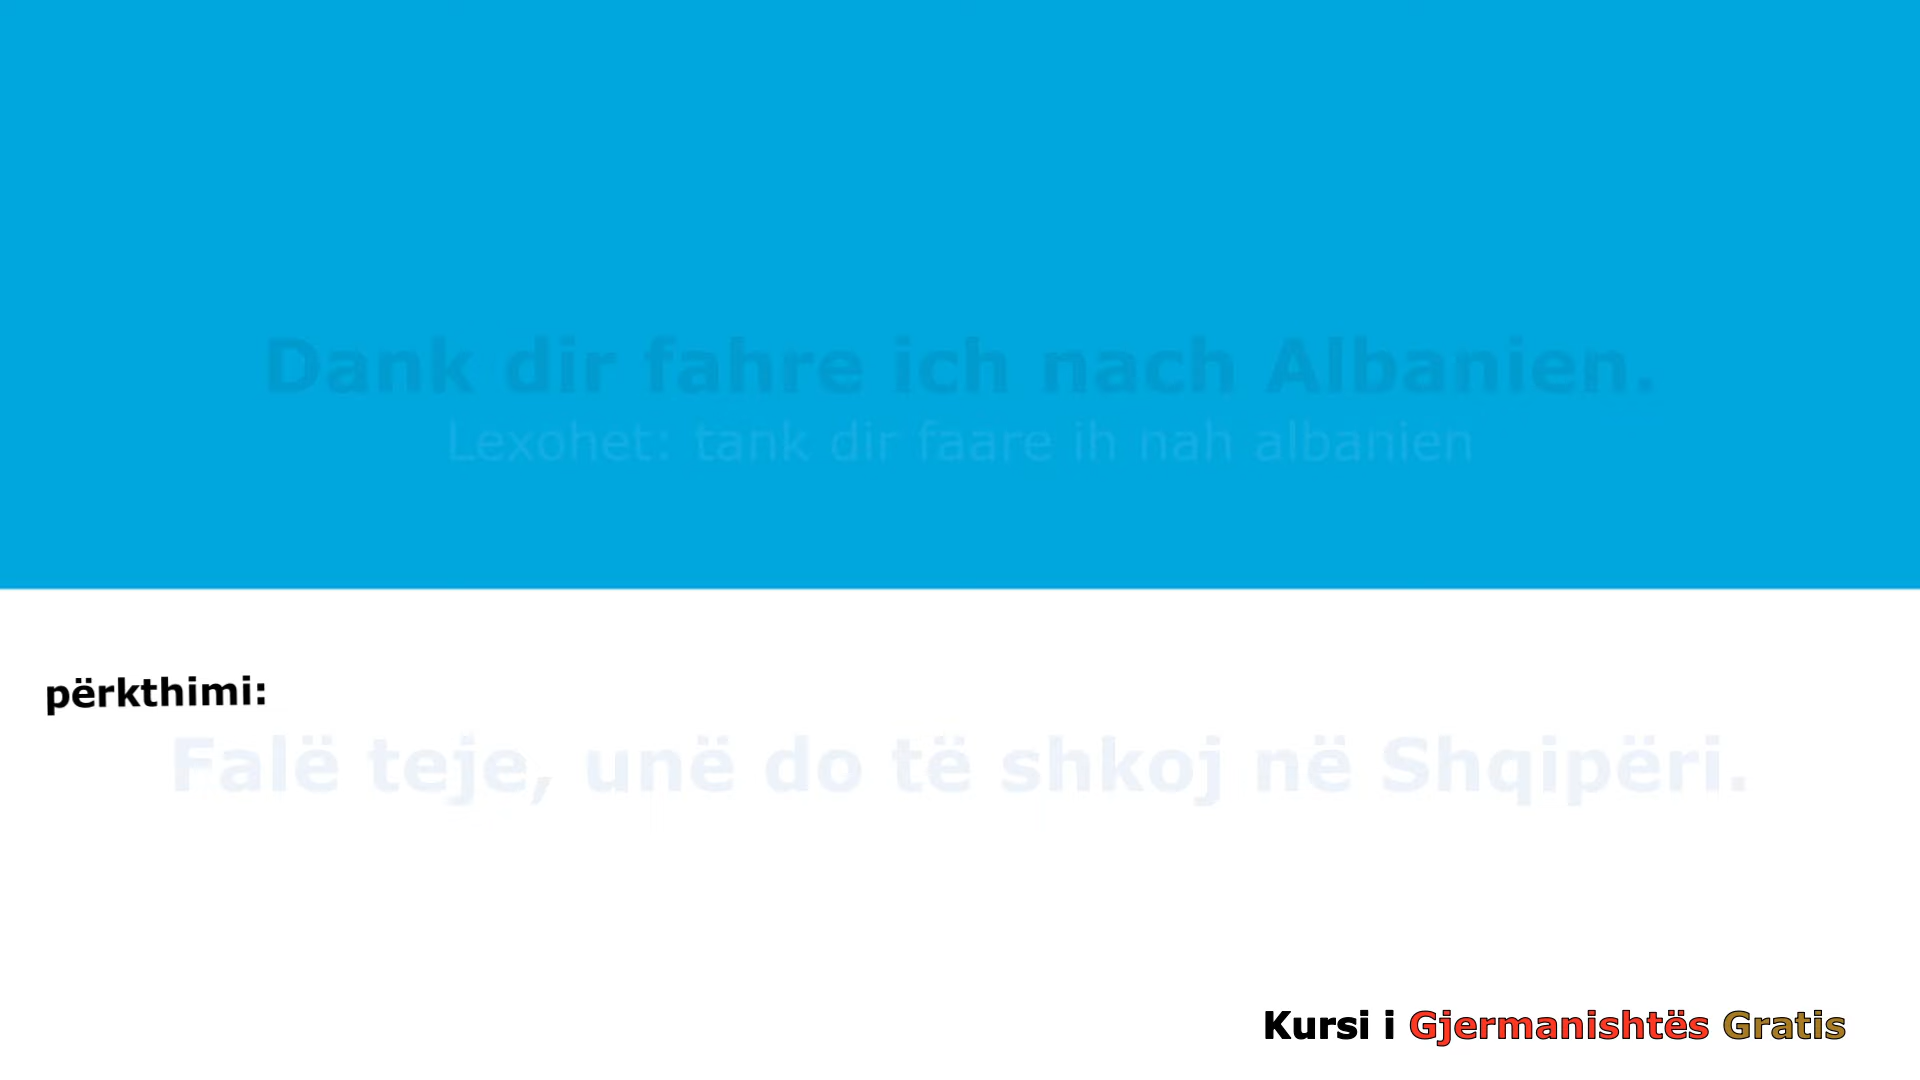 Dank dir fahre ich nach Albanien.
Lexohet: tank dir faare ih nah albanien
përkthimi:
Falë teje, unë do të shkoj në Shqipëri.
Kursi i Gjermanishtës Gratis